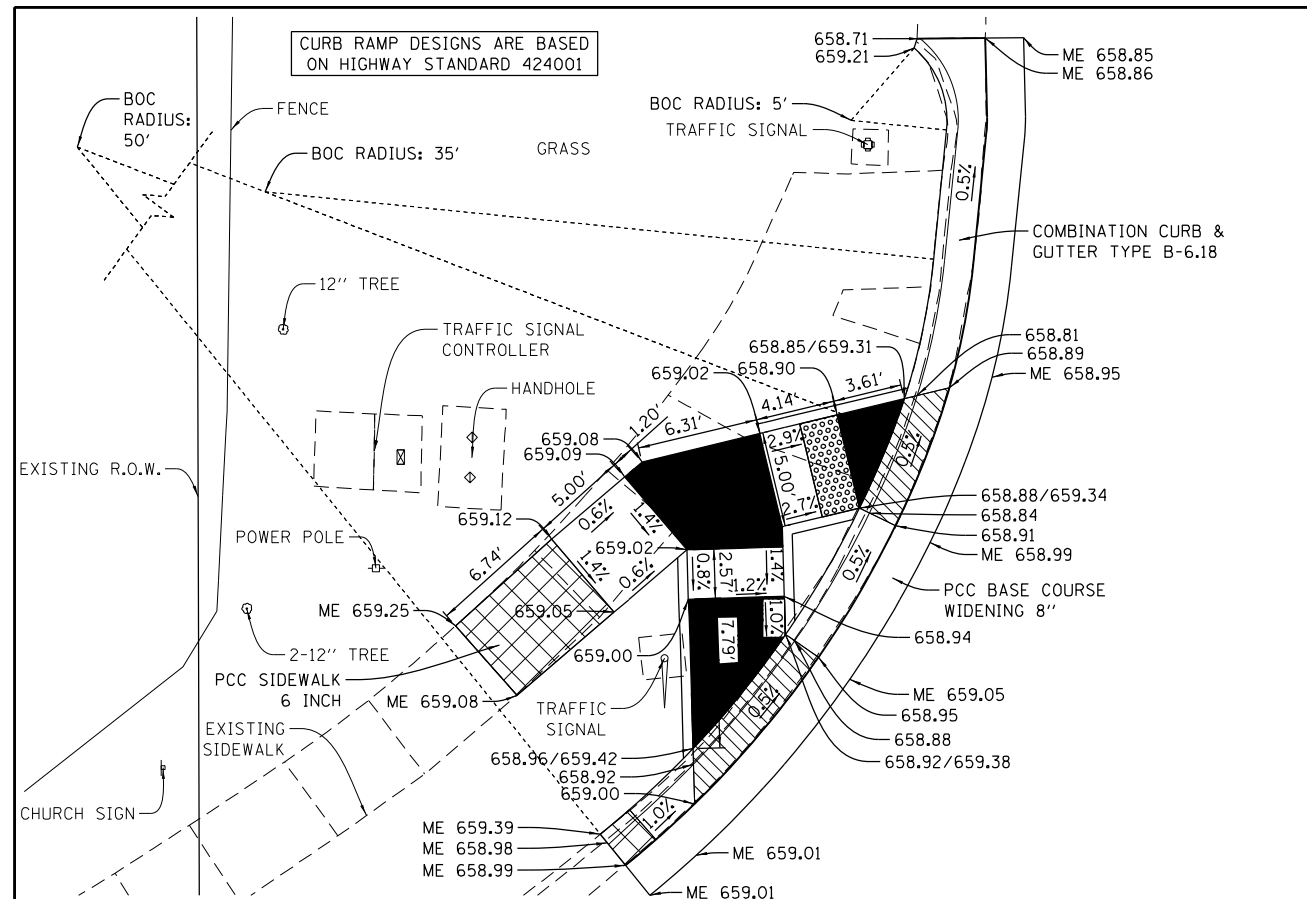 CURB RAMP DESIGNS ARE BASED
ON HIGHWAY STANDARD 424001
658.71
659.21
ME 658.85
ME 658.86
BOC
RADIUS:
50'
FENCE
BOC RADIUS: 35'
GRASS
BOC RADIUS: 5'
TRAFFIC SIGNAL
0.5%
COMBINATION CURB &
GUTTER TYPE B-6.18
12" TREE
TRAFFIC SIGNAL
CONTROLLER
HANDHOLE
658.85/659.31
658.90
659.02
658.81
658.89
ME 658.95
3.61'
4.14'
6.31'
1.20'
659.08
659.09
2.9%
5.00'
2.7%
0.5%
EXISTING R.O.W.
5.00'
0.6%
1.4%
659.12
659.02
658.88/659.34
658.84
658.91
ME 658.99
POWER POLE
6.74'
1.4%
0.6%
0.8%
2.57'
1.4%
1.2%
0.5%
PCC BASE COURSE
WIDENING 8"
ME 659.25
659.05
1.0%
658.94
2-12" TREE
659.00
7.79'
PCC SIDEWALK
6 INCH
ME 659.08
TRAFFIC
SIGNAL
0.5%
ME 659.05
658.95
658.88
658.92/659.38
EXISTING
SIDEWALK
658.96/659.42
658.92
659.00
CHURCH SIGN
1.0%
ME 659.39
ME 658.98
ME 658.99
ME 659.01
ME 659.01